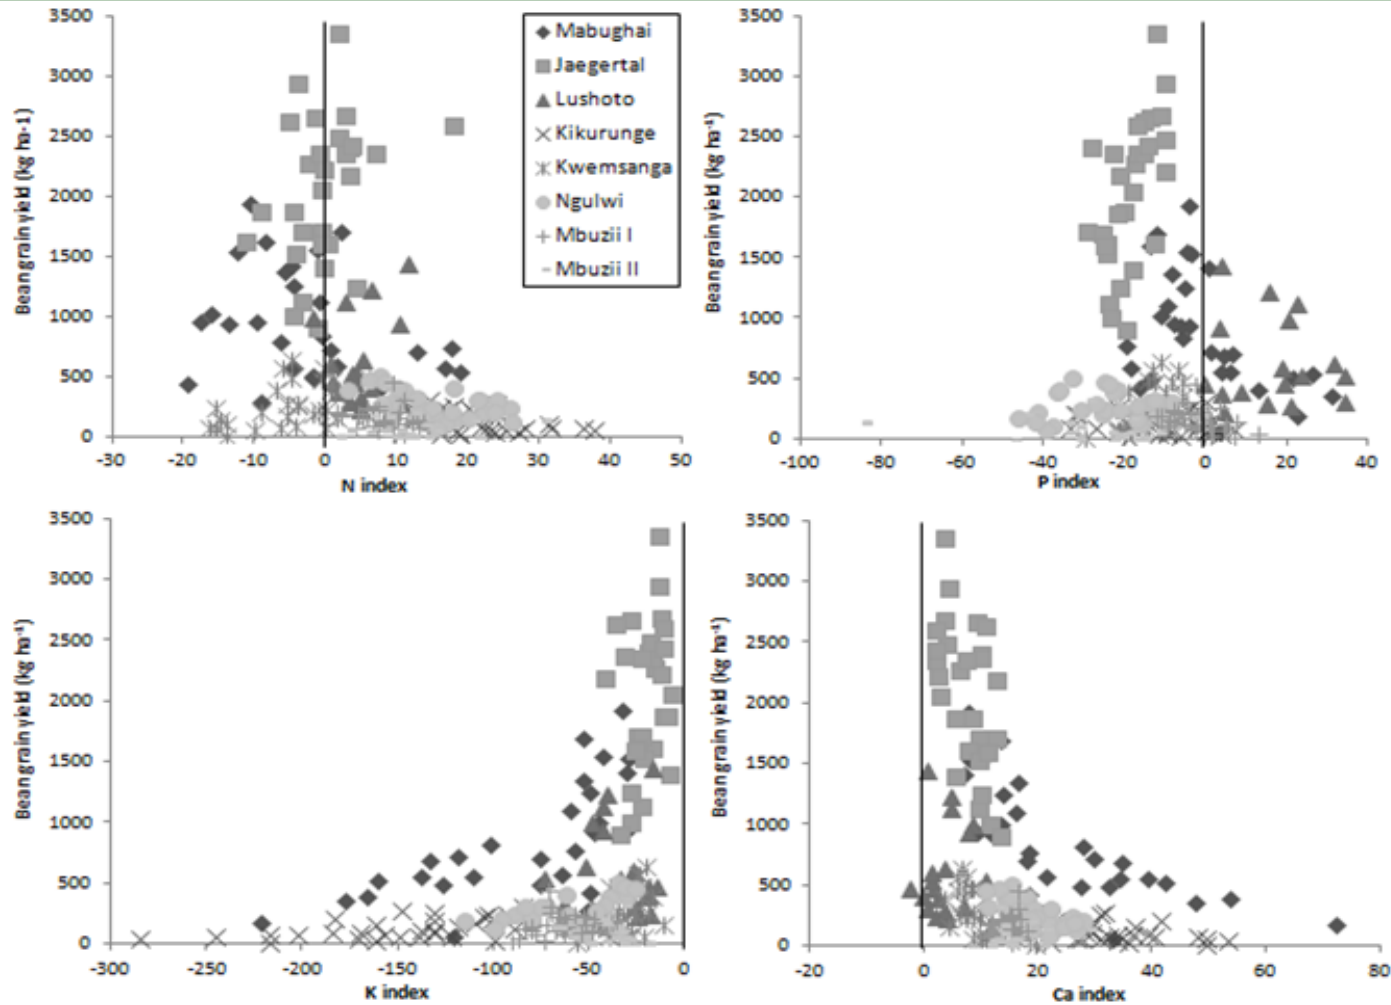 3500
3000
2500
2000
1500
1000
500
0
-30 -20 -10 0 10 20 30 40 50
N index
Bean grain yield (kg ha-1)
Mabughai
Jaegertal
Lushoto
Kikurunge
Kwemsanga
Ngulwi
Mbuzii I
Mbuzii II
3500
3000
2500
2000
1500
1000
500
0
-100 -80 -60 -40 -20 0 20 40
P index
Bean grain yield (kg ha⁻¹)
3500
3000
2500
2000
1500
1000
500
0
-300 -250 -200 -150 -100 -50 0
K index
Bean grain yield (kg ha⁻¹)
3500
3000
2500
2000
1500
1000
500
0
-20 0 20 40 60 80
Ca index
Bean grain yield (kg ha⁻¹)